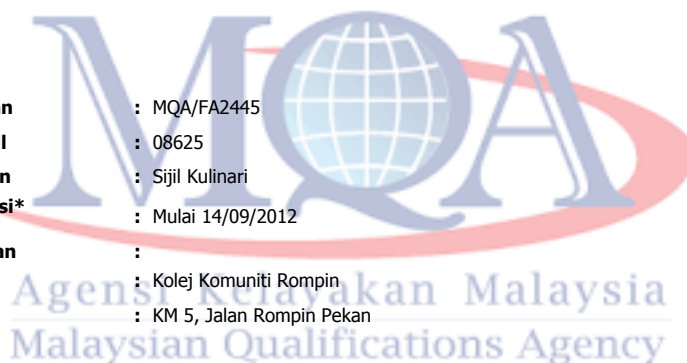 MQA
an : MQA/FA2445
l : 08625
n : Sijil Kulinari
si* : Mulai 14/09/2012
an :
: Kolej Komuniti Rompin
: KM 5, Jalan Rompin Pekan
Agensi Kelayakan Malaysia
Malaysian Qualifications Agency